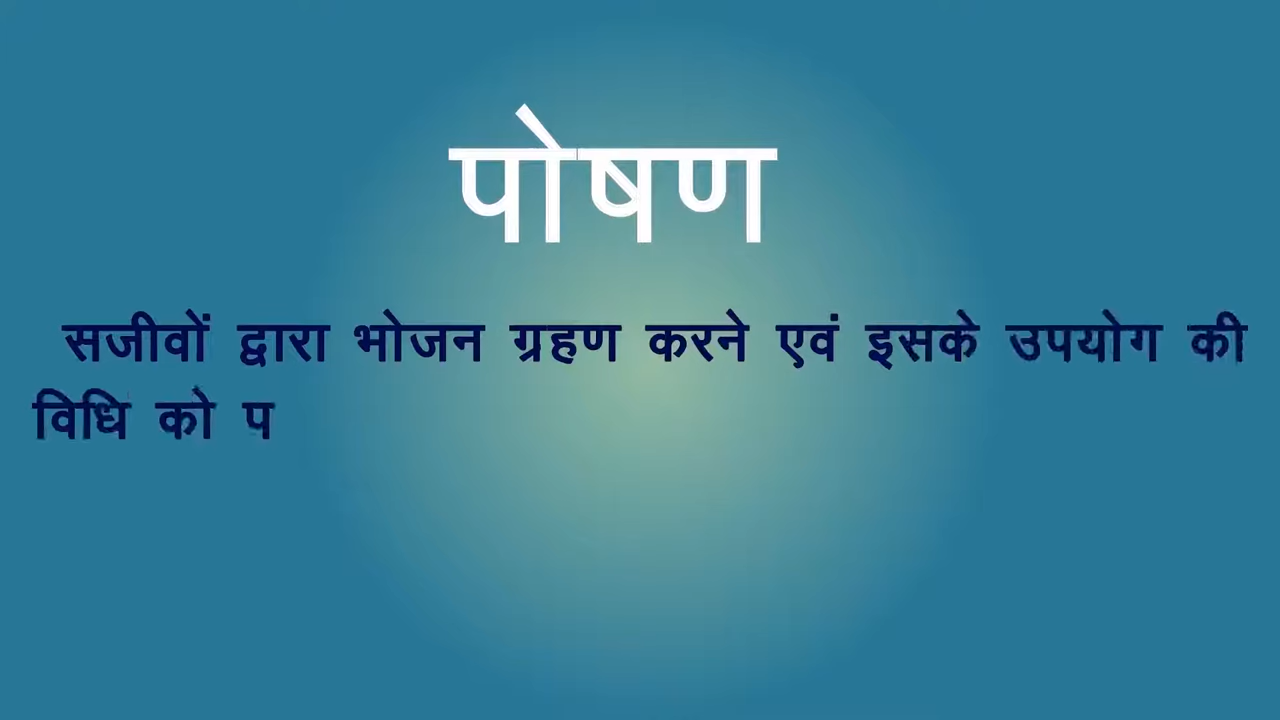 पोषण
सजीवों द्वारा भोजन ग्रहण करने एवं इसके उपयोग की
विधि को प